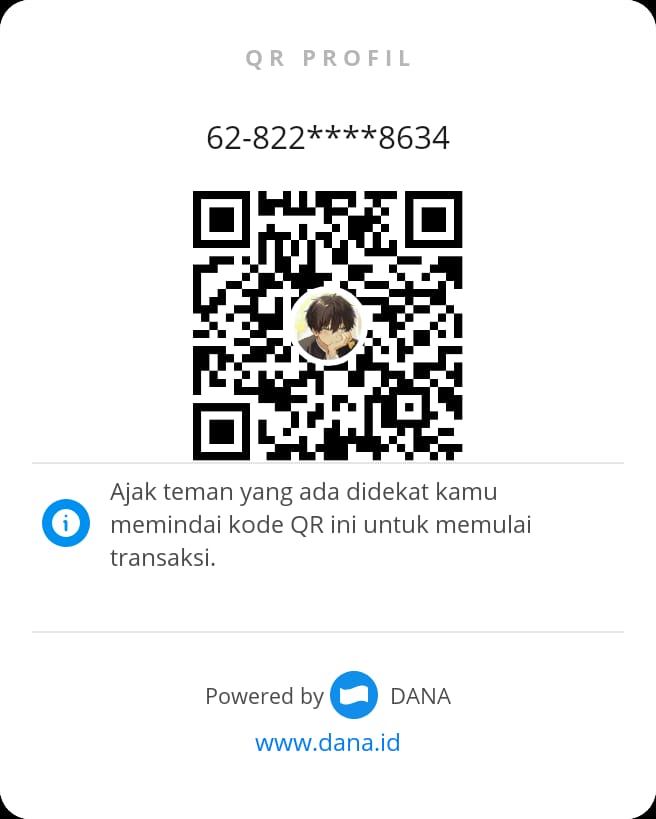 QR PROFIL
62-822****8634
Ajak teman yang ada didekat kamu
memindai kode QR ini untuk memulai
transaksi.
Powered by DANA
www.dana.id